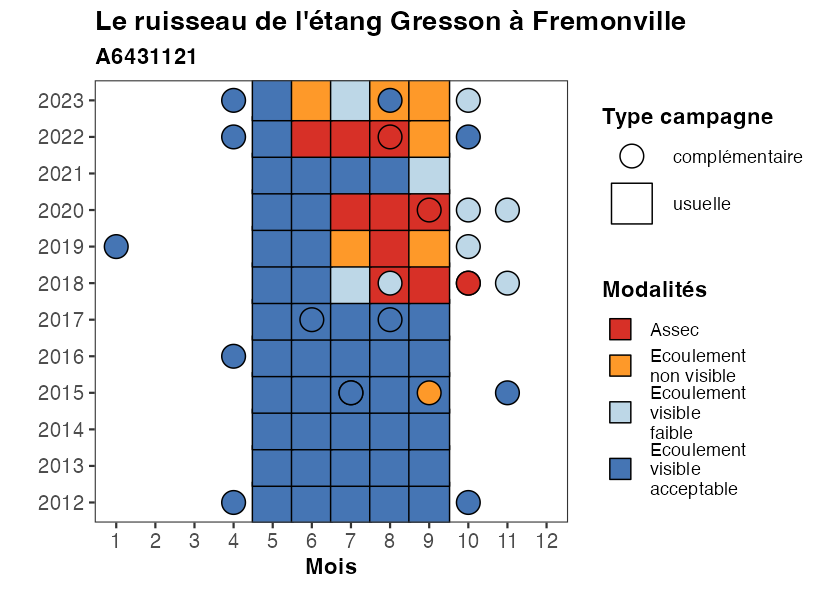 Le ruisseau de l'étang Gresson à Fremonville
A6431121
2023
2022
2021
2020
2019
2018
2017
2016
2015
2014
2013
2012
1 2 3 4 5 6 7 8 9 10 11 12
Mois
Type campagne
complémentaire
usuelle
Modalités
Assec
Ecoulement
non visible
Ecoulement
visible
faible
Ecoulement
visible
acceptable